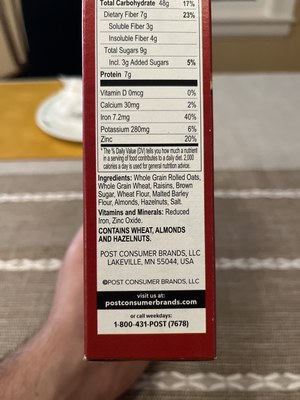 Total Carbohydrate 48g 17%
Dietary Fiber 7g 23%
Soluble Fiber 3g
Insoluble Fiber 4g
Total Sugars 9g
Incl. 3g Added Sugars 5%
Protein 7g
Vitamin D 0mcg 0%
Calcium 30mg 2%
Iron 7.2mg 40%
Potassium 280mg 6%
Zinc 20%
*The % Daily Value (DV) tells you how much a nutrient
in a serving of food contributes to a daily diet. 2,000
calories a day is used for general nutrition advice.
Ingredients: Whole Grain Rolled Oats,
Whole Grain Wheat, Raisins, Brown
Sugar, Wheat Flour, Malted Barley
Flour, Almonds, Hazelnuts, Salt.
Vitamins and Minerals: Reduced
Iron, Zinc Oxide.
CONTAINS WHEAT, ALMONDS
AND HAZELNUTS.
POST CONSUMER BRANDS, LLC
LAKEVILLE, MN 55044, USA
©POST CONSUMER BRANDS, LLC
visit us at:
postconsumerbrands.com
or call weekdays:
1-800-431-POST (7678)